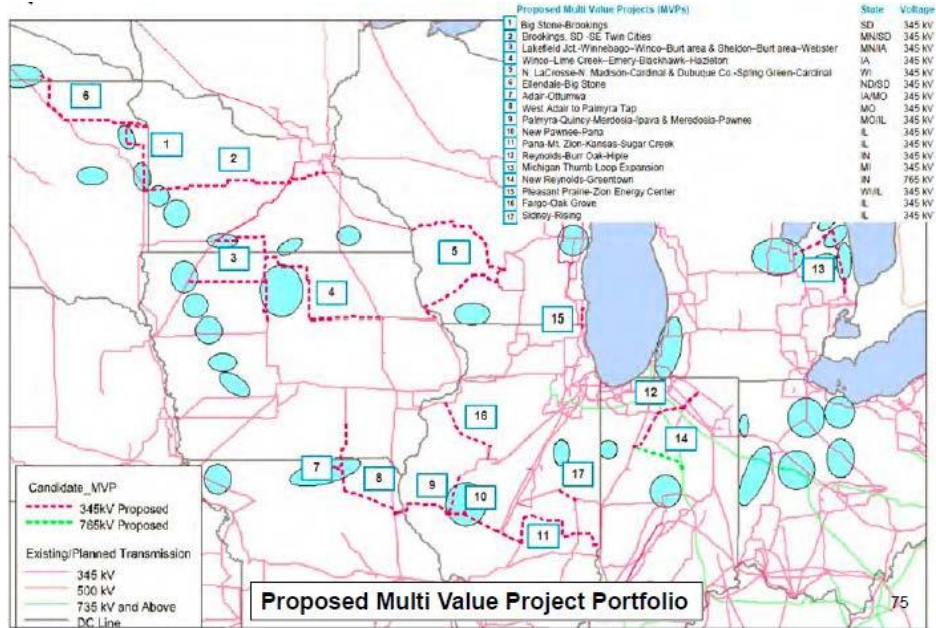 Proposed Multi Value Projects (MVPs) State Voltage
1 Big Stone-Brookings SD 345 kV
2 Brookings, SD -SE Twin Cities MN/SD 345 kV
3 Lakefield Jct.-Winnebago-Winco-Burt area & Sheldon-Burt area-Webster MN/IA 345 kV
4 Winco-Lime Creek-Emery-Blackhawk-Hazleton IA 345 kV
5 N. LaCrosse-N. Madison-Cardinal & Dubuque Co.-Spring Green-Cardinal WI 345 kV
6 Ellendale-Big Stone ND/SD 345 kV
7 Adair-Ottumwa IA/MO 345 kV
8 West Adair to Palmyra Tap MO 345 kV
9 Palmyra-Quincy-Merdosia-Ipava & Meredosia-Pawnee MO/IL 345 kV
10 New Pawnee-Pana IL 345 kV
11 Pana-Mt. Zion-Kansas-Sugar Creek IL 345 kV
12 Reynolds-Burr Oak-Hiple IN 345 kV
13 Michigan Thumb Loop Expansion MI 345 kV
14 New Reynolds-Greentown IN 765 kV
15 Pleasant Prairie-Zion Energy Center WI/IL 345 kV
16 Fargo-Oak Grove IL 345 kV
17 Sidney-Rising IL 345 kV
6
1
2
3
4
5
13
15
12
16
14
7
8
9
10
17
11
Candidate_MVP
345kV Proposed
765kV Proposed
Existing/Planned Transmission
345 kV
500 kV
735 kV and Above
DC Line
Proposed Multi Value Project Portfolio
75